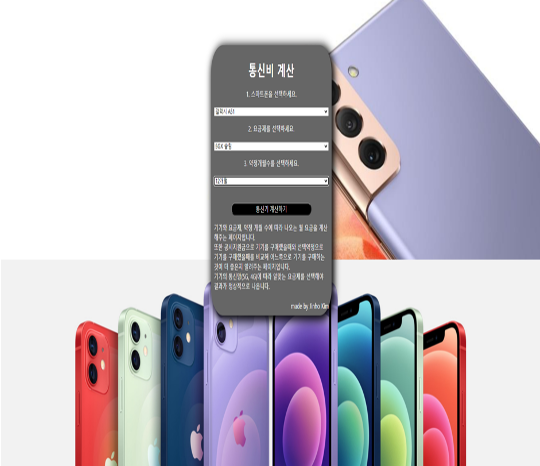 통신비 계산
1. 스마트폰을 선택하세요.
갤럭시 A31
2. 요금제를 선택하세요.
5GX 슬림
3. 약정개월수를 선택하세요.
12개월
통신가 계산하기
기기와 요금제, 약정 개월 수에 따라 나오는 월 요금을 계산
해주는 페이지입니다.
또한 공시지원금으로 기기를 구매했을때와 선택약정으로
기기를 구매했을때를 비교해 어느쪽으로 기기를 구매하는
것이 더 좋은지 알려주는 페이지입니다.
기기의 통신망(5G, 4G)에 따라 알맞는 요금제를 선택해야
결과가 정상적으로 나옵니다.
made by Jinho Kim